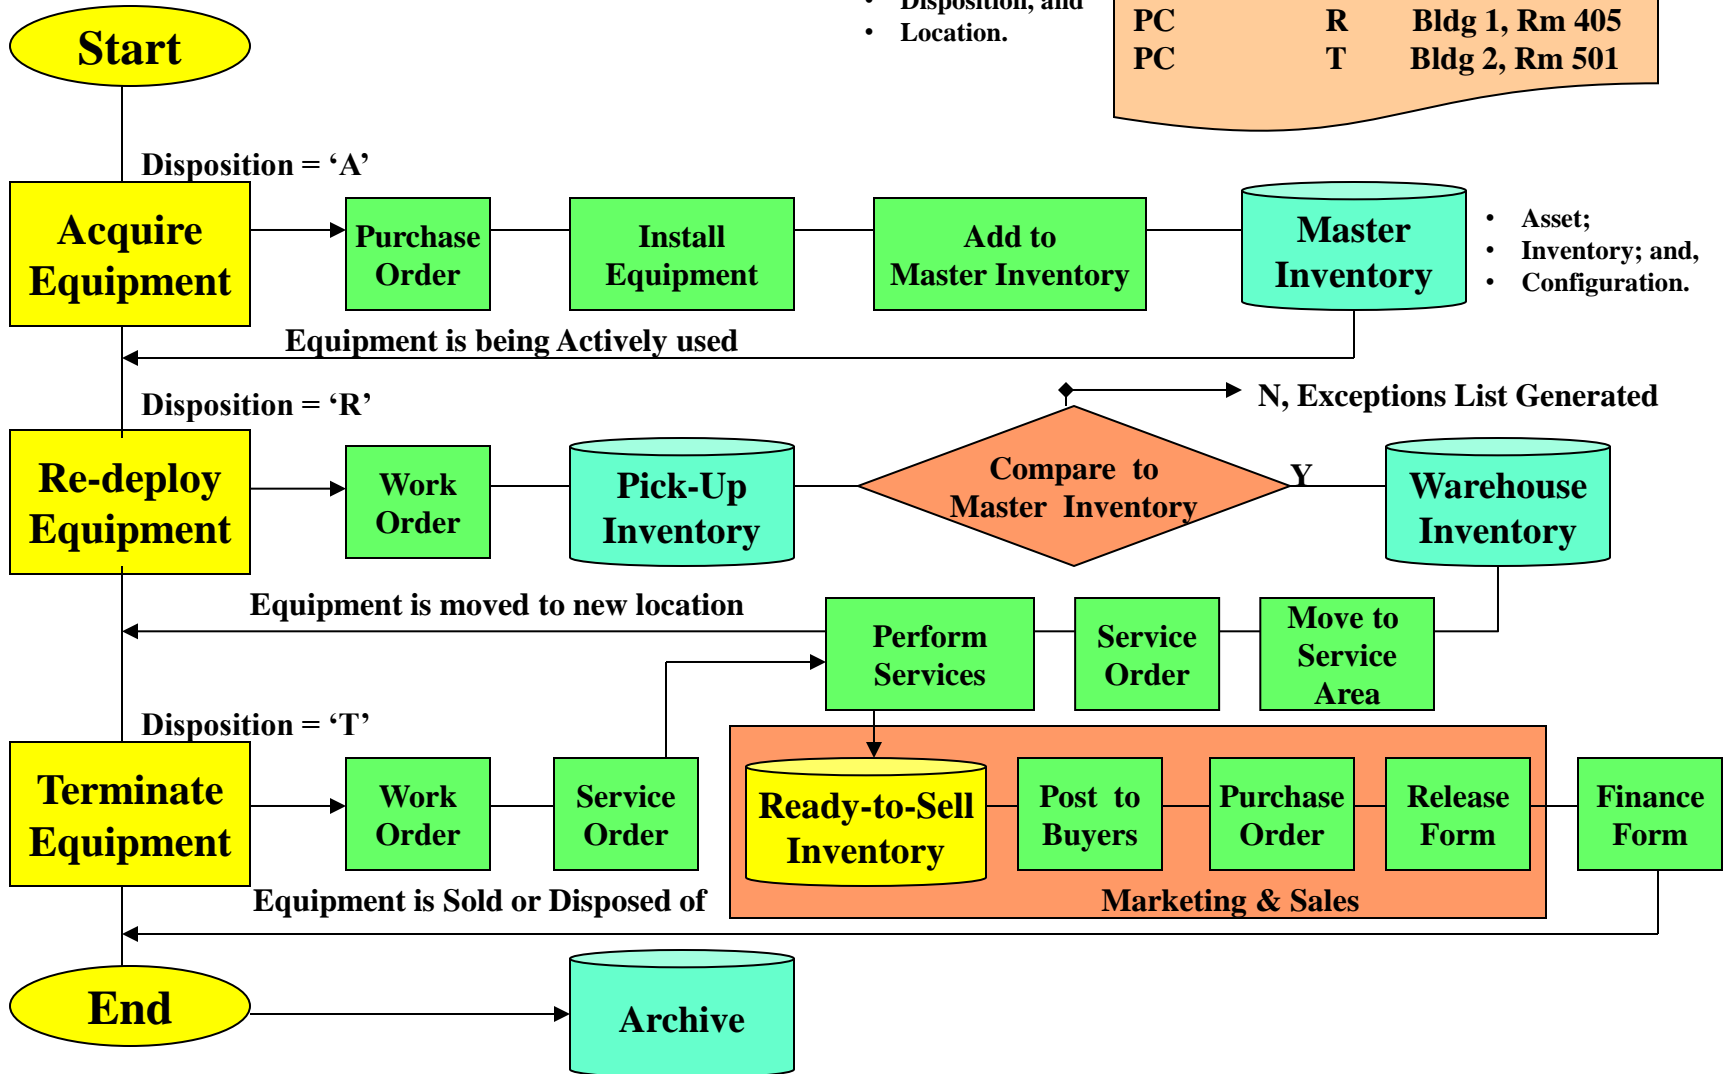 • Disposition, and
• Location.
PC R Bldg 1, Rm 405
PC T Bldg 2, Rm 501
Start
Disposition = ‘A’
Acquire
Equipment
Purchase
Order
Install
Equipment
Add to
Master Inventory
Master
Inventory
• Asset;
• Inventory; and,
• Configuration.
Equipment is being Actively used
Disposition = ‘R’
N, Exceptions List Generated
Re-deploy
Equipment
Work
Order
Pick-Up
Inventory
Compare to
Master Inventory
Y
Warehouse
Inventory
Equipment is moved to new location
Perform
Services
Service
Order
Move to
Service
Area
Disposition = ‘T’
Terminate
Equipment
Work
Order
Service
Order
Ready-to-Sell
Inventory
Post to
Buyers
Purchase
Order
Release
Form
Finance
Form
Equipment is Sold or Disposed of
Marketing & Sales
End
Archive